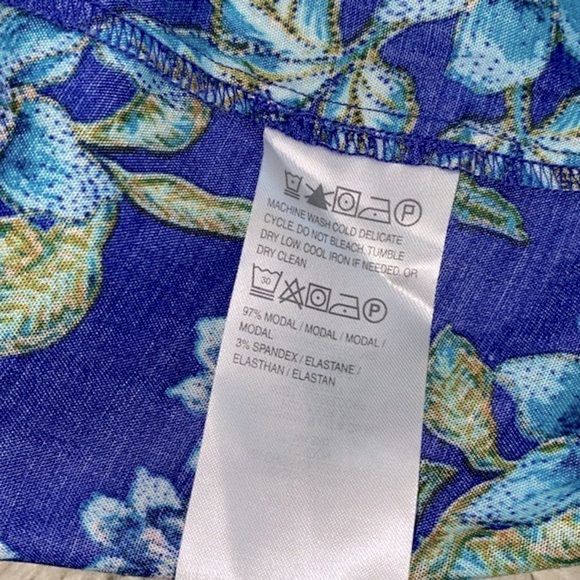 P
MACHINE WASH COLD DELICATE
CYCLE. DO NOT BLEACH. TUMBLE
DRY LOW COOL IRON IF NEEDED. OR
DRY CLEAN
30 P
97% MODAL / MODAL / MODAL /
MODAL
3% SPANDEX / ELASTANE /
ELASTHAN / ELASTAN